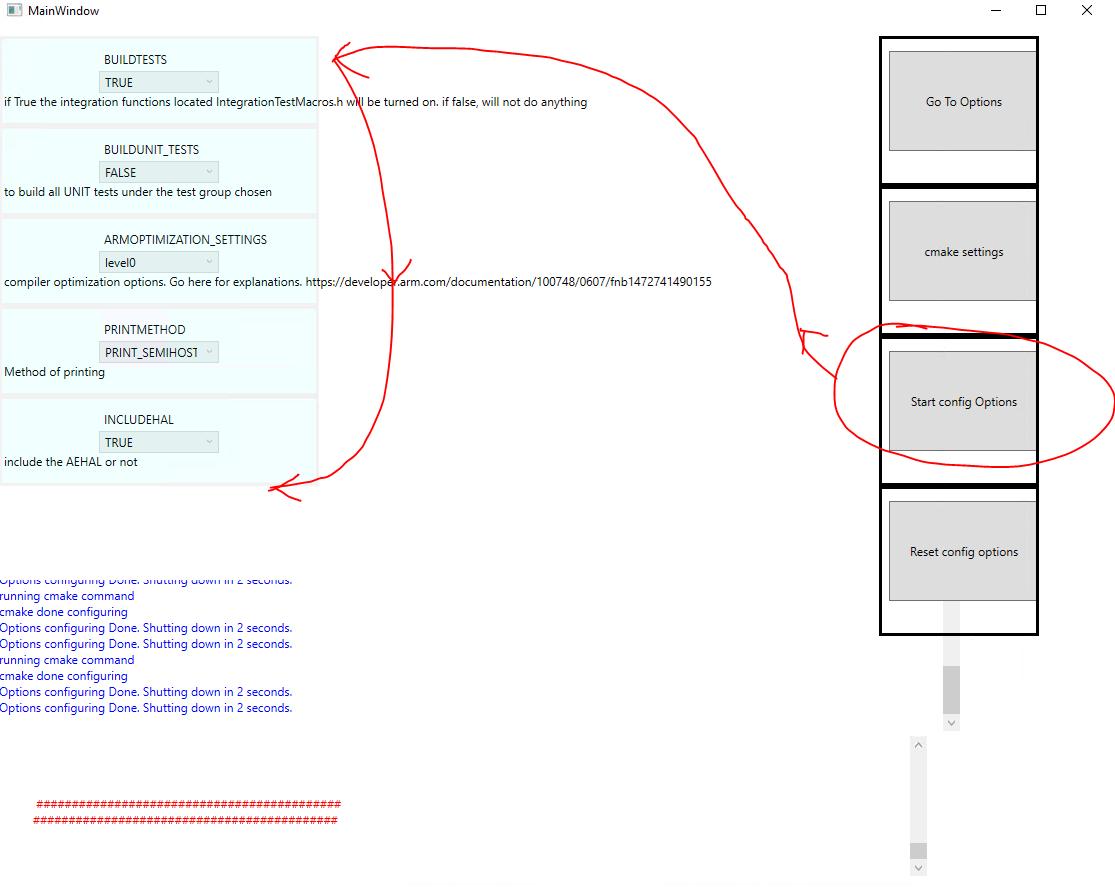 MainWindow
BUILDTESTS
TRUE
if True the integration functions located IntegrationTestMacros.h will be turned on. if false, will not do anything
BUILDUNIT_TESTS
FALSE
to build all UNIT tests under the test group chosen
ARMOPTIMIZATION_SETTINGS
level0
compiler optimization options. Go here for explanations. https://developer.arm.com/documentation/100748/0607/fnb1472741490155
PRINTMETHOD
PRINT_SEMIHOST
Method of printing
INCLUDEHAL
TRUE
include the AEHAL or not
Go To Options
cmake settings
Start config Options
Reset config options
Options configuring Done. Shutting down in 2 seconds.
running cmake command
cmake done configuring
Options configuring Done. Shutting down in 2 seconds.
Options configuring Done. Shutting down in 2 seconds.
running cmake command
cmake done configuring
Options configuring Done. Shutting down in 2 seconds.
Options configuring Done. Shutting down in 2 seconds.
###########################################
###########################################